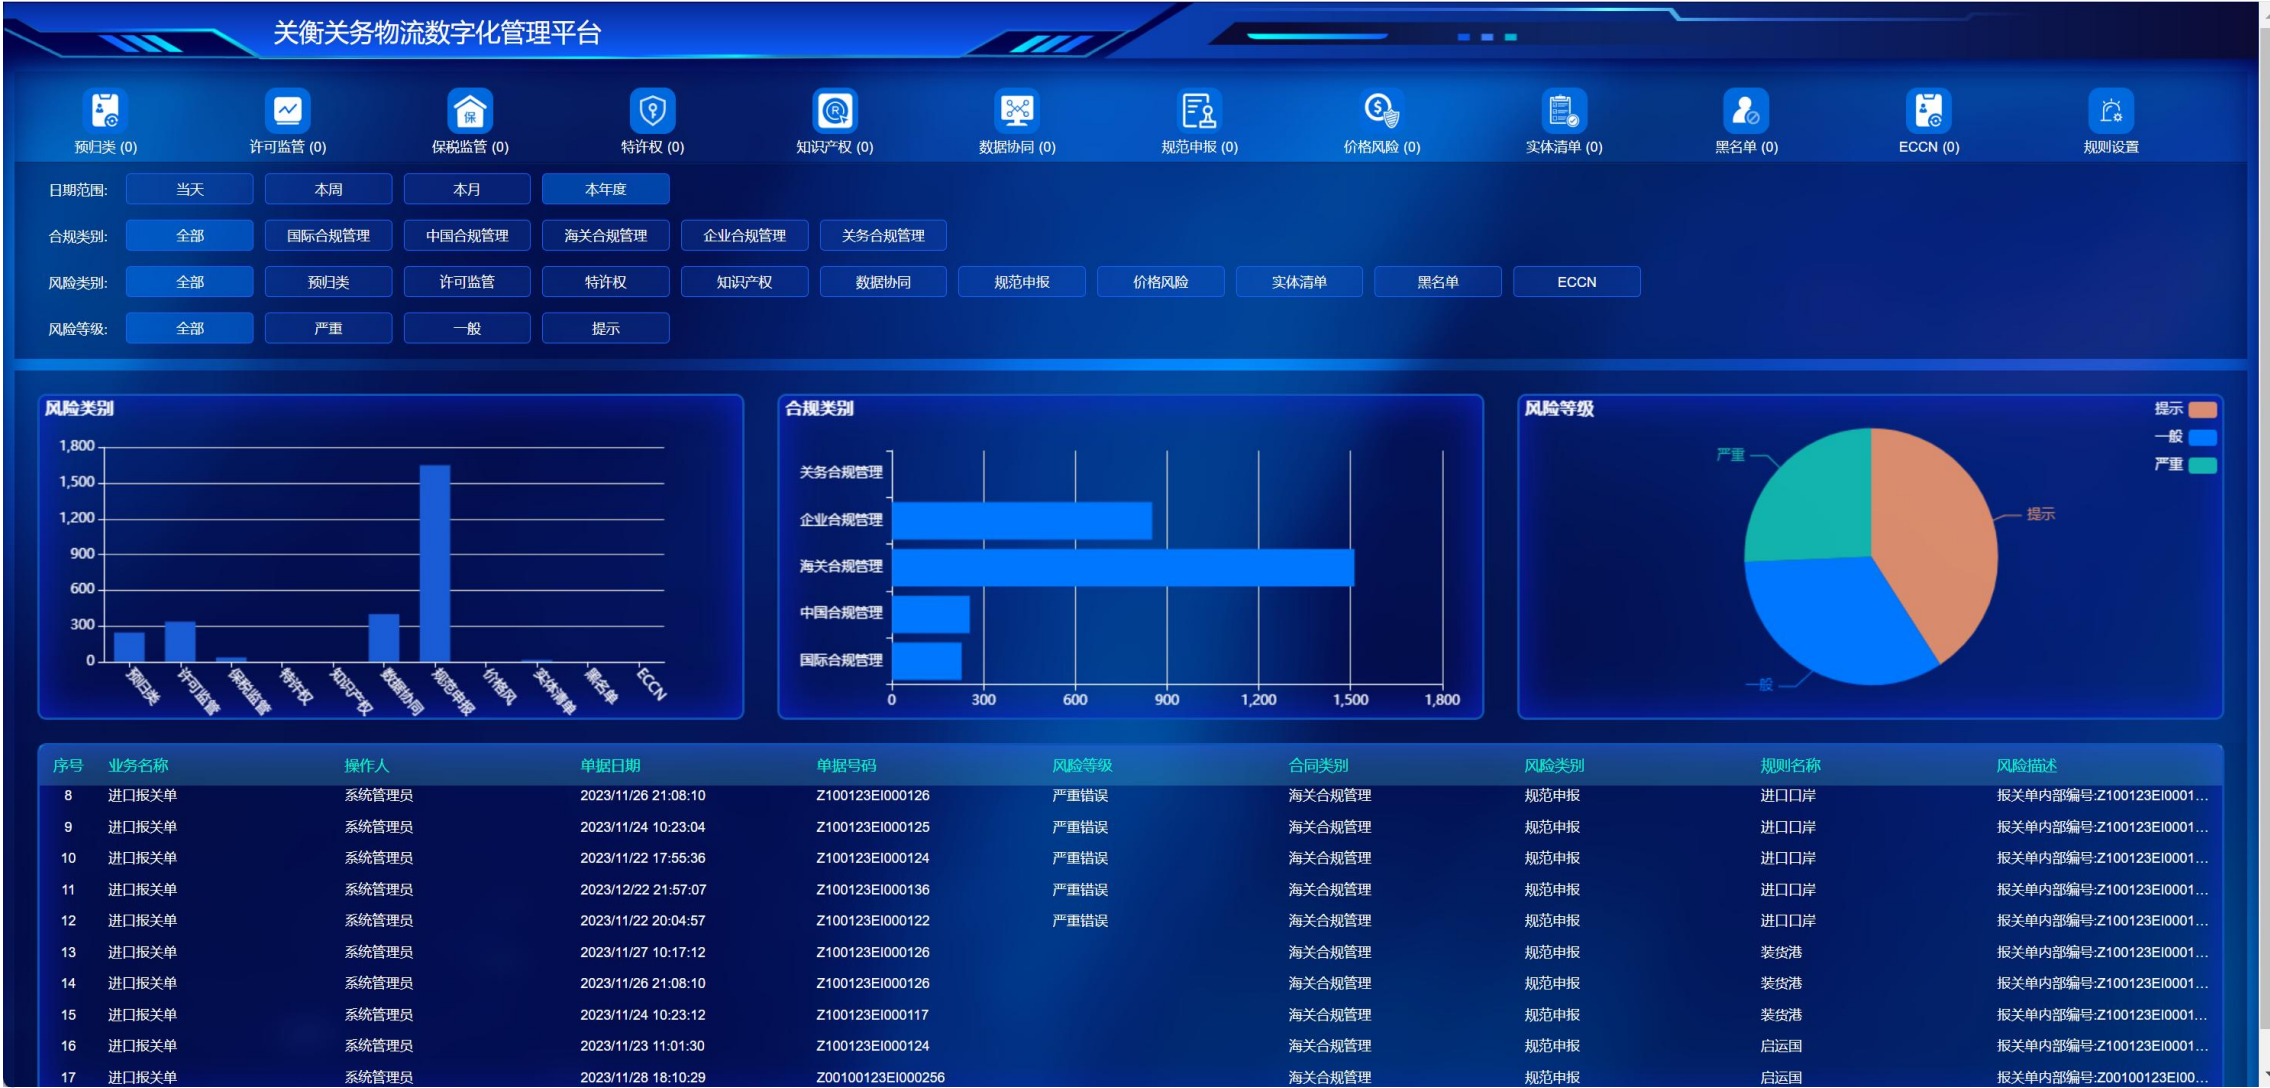 关衡关务物流数字化管理平台
预归类 (0) 许可监管 (0) 保税监管 (0) 特许权 (0) 知识产权 (0) 数据协同 (0) 规范申报 (0) 价格风险 (0) 实体清单 (0) 黑名单 (0) ECCN (0) 规则设置
日期范围: 当天 本周 本月 本年度
合规类别: 全部 国际合规管理 中国合规管理 海关合规管理 企业合规管理 关务合规管理
风险类别: 全部 预归类 许可监管 特许权 知识产权 数据协同 规范申报 价格风险 实体清单 黑名单 ECCN
风险等级: 全部 严重 一般 提示
风险类别
1,800
1,500
1,200
900
600
300
0
预归类 许可监管 保税监管 特许权 知识产权 数据协同 规范申报 价格风 实体清单 黑名单 ECCN
合规类别
关务合规管理
企业合规管理
海关合规管理
中国合规管理
国际合规管理
0 300 600 900 1,200 1,500 1,800
风险等级
提示
一般
严重
严重
提示
一般
序号 业务名称 操作人 单据日期 单据号码 风险等级 合同类别 风险类别 规则名称 风险描述
8 进口报关单 系统管理员 2023/11/26 21:08:10 Z100123EI000126 严重错误 海关合规管理 规范申报 进口口岸 报关单内部编号:Z100123EI0001...
9 进口报关单 系统管理员 2023/11/24 10:23:04 Z100123EI000125 严重错误 海关合规管理 规范申报 进口口岸 报关单内部编号:Z100123EI0001...
10 进口报关单 系统管理员 2023/11/22 17:55:36 Z100123EI000124 严重错误 海关合规管理 规范申报 进口口岸 报关单内部编号:Z100123EI0001...
11 进口报关单 系统管理员 2023/12/22 21:57:07 Z100123EI000136 严重错误 海关合规管理 规范申报 进口口岸 报关单内部编号:Z100123EI0001...
12 进口报关单 系统管理员 2023/11/22 20:04:57 Z100123EI000122 严重错误 海关合规管理 规范申报 进口口岸 报关单内部编号:Z100123EI0001...
13 进口报关单 系统管理员 2023/11/27 10:17:12 Z100123EI000126 海关合规管理 规范申报 装货港 报关单内部编号:Z100123EI0001...
14 进口报关单 系统管理员 2023/11/26 21:08:10 Z100123EI000126 海关合规管理 规范申报 装货港 报关单内部编号:Z100123EI0001...
15 进口报关单 系统管理员 2023/11/24 10:23:12 Z100123EI000117 海关合规管理 规范申报 装货港 报关单内部编号:Z100123EI0001...
16 进口报关单 系统管理员 2023/11/23 11:01:30 Z100123EI000124 海关合规管理 规范申报 启运国 报关单内部编号:Z100123EI0001...
17 进口报关单 系统管理员 2023/11/28 18:10:29 Z00100123EI000256 海关合规管理 规范申报 启运国 报关单内部编号:Z00100123EI00...